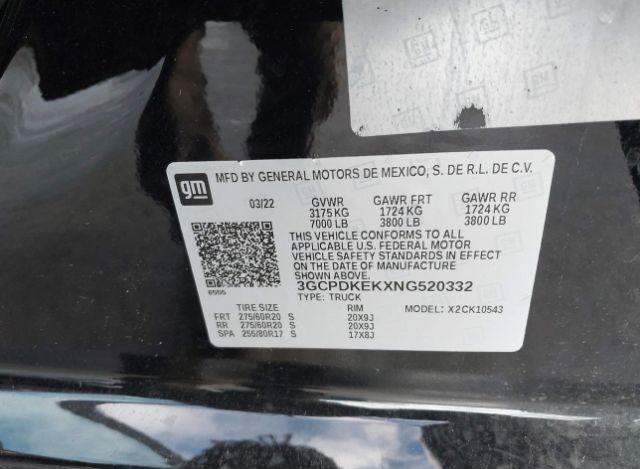 gm
MFD BY GENERAL MOTORS DE MEXICO, S. DE R.L. DE C.V.
03/22 GVWR GAWR FRT GAWR RR
3175 KG 1724 KG 1724 KG
7000 LB 3800 LB 3800 LB
THIS VEHICLE CONFORMS TO ALL
APPLICABLE U.S. FEDERAL MOTOR
VEHICLE SAFETY STANDARDS IN EFFECT
ON THE DATE OF MANUFACTURE
SHOWN ABOVE.
3GCPDKEKXNG520332
TYPE: TRUCK MODEL: X2CK10543
TIRE SIZE RIM
FRT 275/60R20 S 20X9J
RR 275/60R20 S 20X9J
SPA 255/80R17 S 17X8J